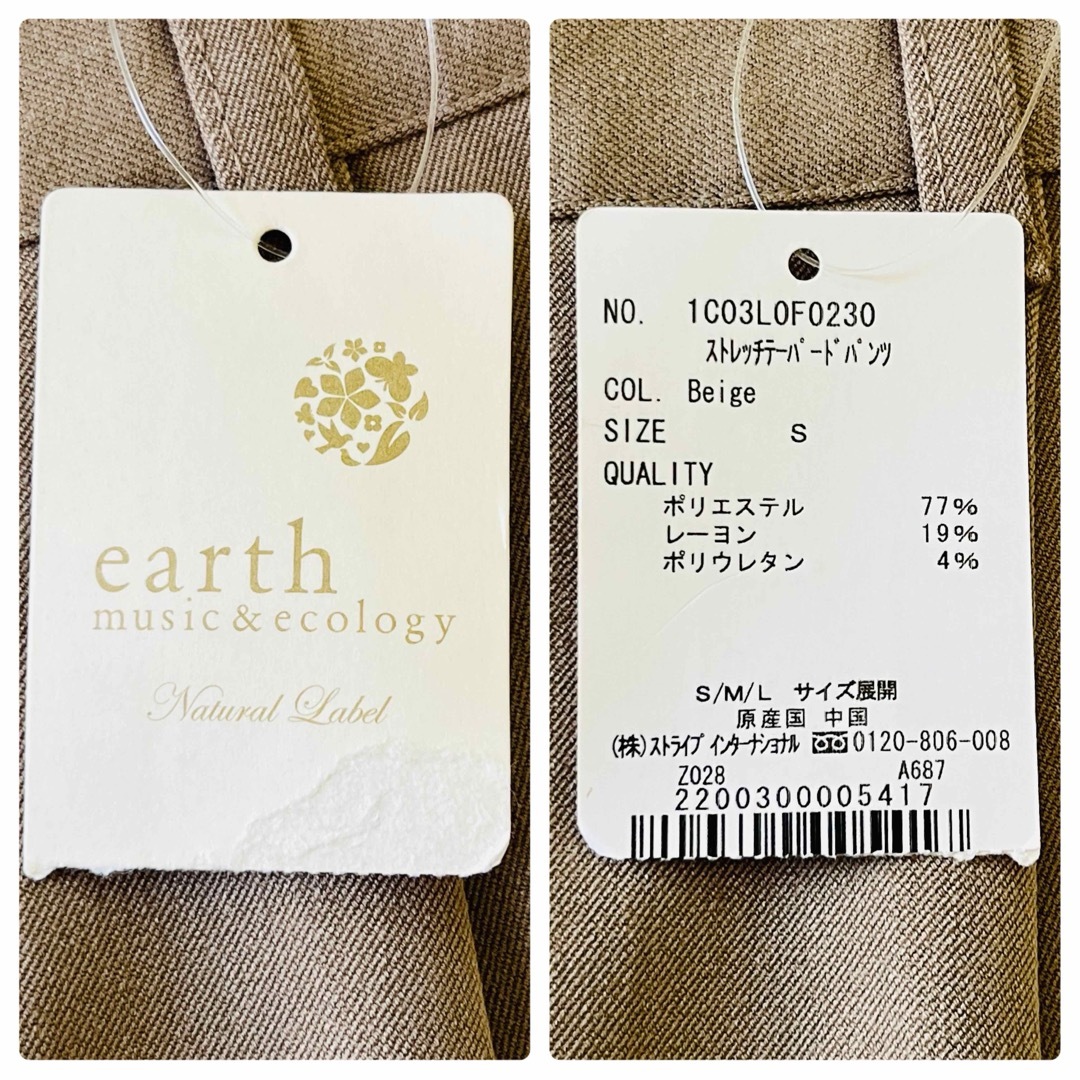 earth
music&ecology
Natural Label
NO. 1C03L0F0230
ｽﾄﾚｯﾁﾃｰﾊﾟｰﾄﾞﾊﾟﾝﾂ
COL. Beige
SIZE S
QUALITY
ポリエステル 77%
レーヨン 19%
ポリウレタン 4%
S/M/L サイズ展開
原産国 中国
(株)ｽﾄﾗｲﾌﾟ ｲﾝﾀｰﾅｼｮﾅﾙ 0120-806-008
Z028 A687
2200300005417